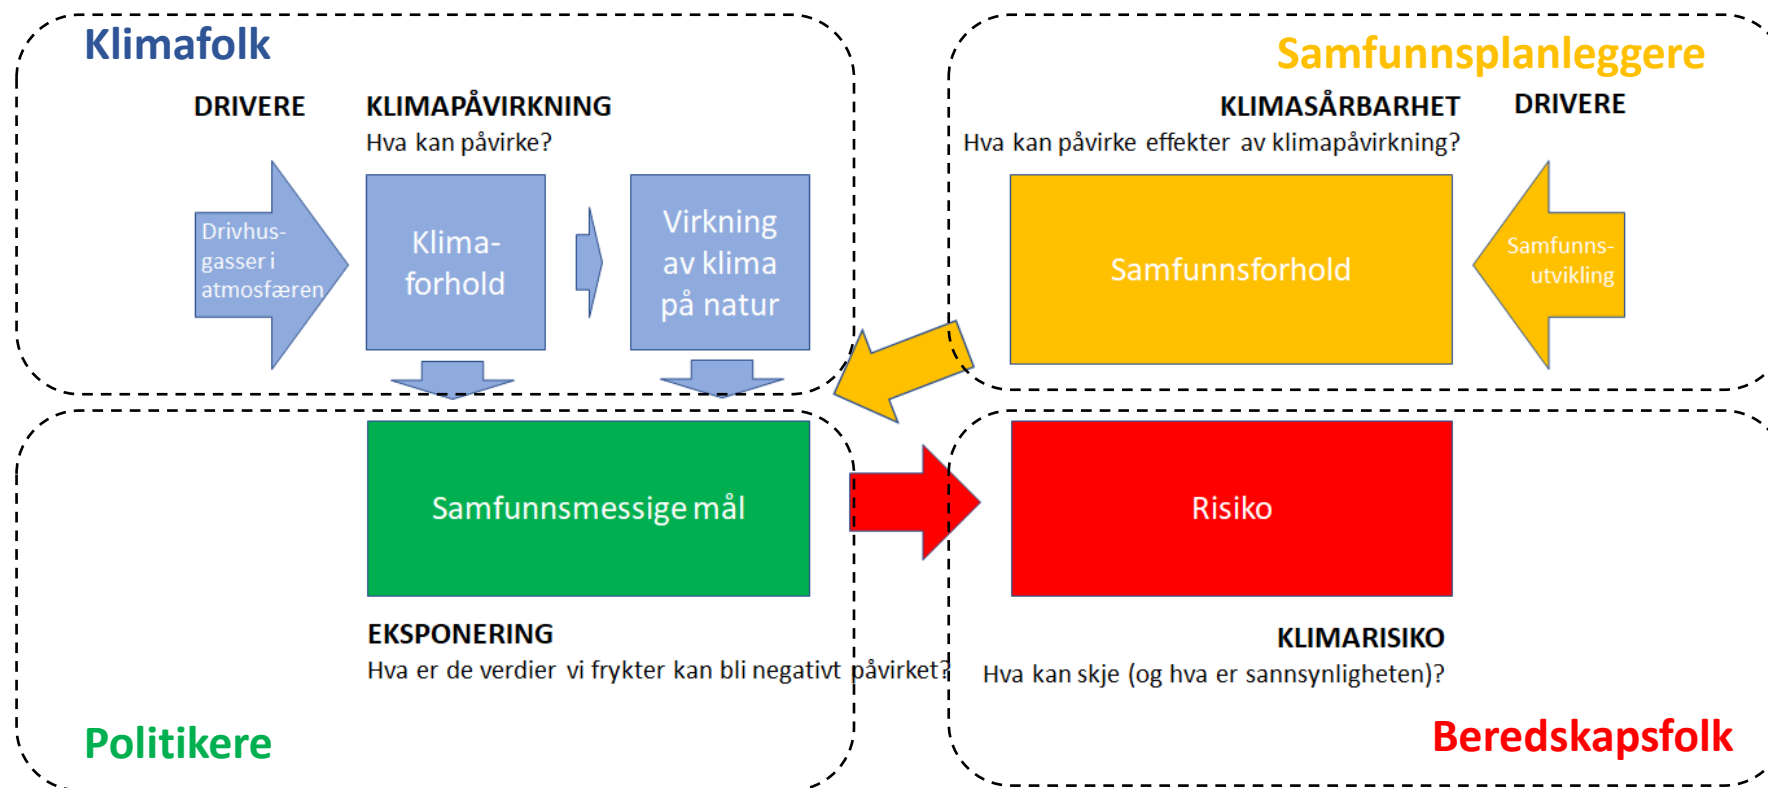 Klimafolk
DRIVERE
KLIMAPÅVIRKNING
Hva kan påvirke?
Drivhus-
gasser i
atmosfæren
Klima-
forhold
Virkning
av klima
på natur
Samfunnsplanleggere
KLIMASÅRBARHET
DRIVERE
Hva kan påvirke effekter av klimapåvirkning?
Samfunnsforhold
Samfunns-
utvikling
Samfunnsmessige mål
EKSPONERING
Hva er de verdier vi frykter kan bli negativt påvirket?
Politikere
Risiko
KLIMARISIKO
Hva kan skje (og hva er sannsynligheten)?
Beredskapsfolk